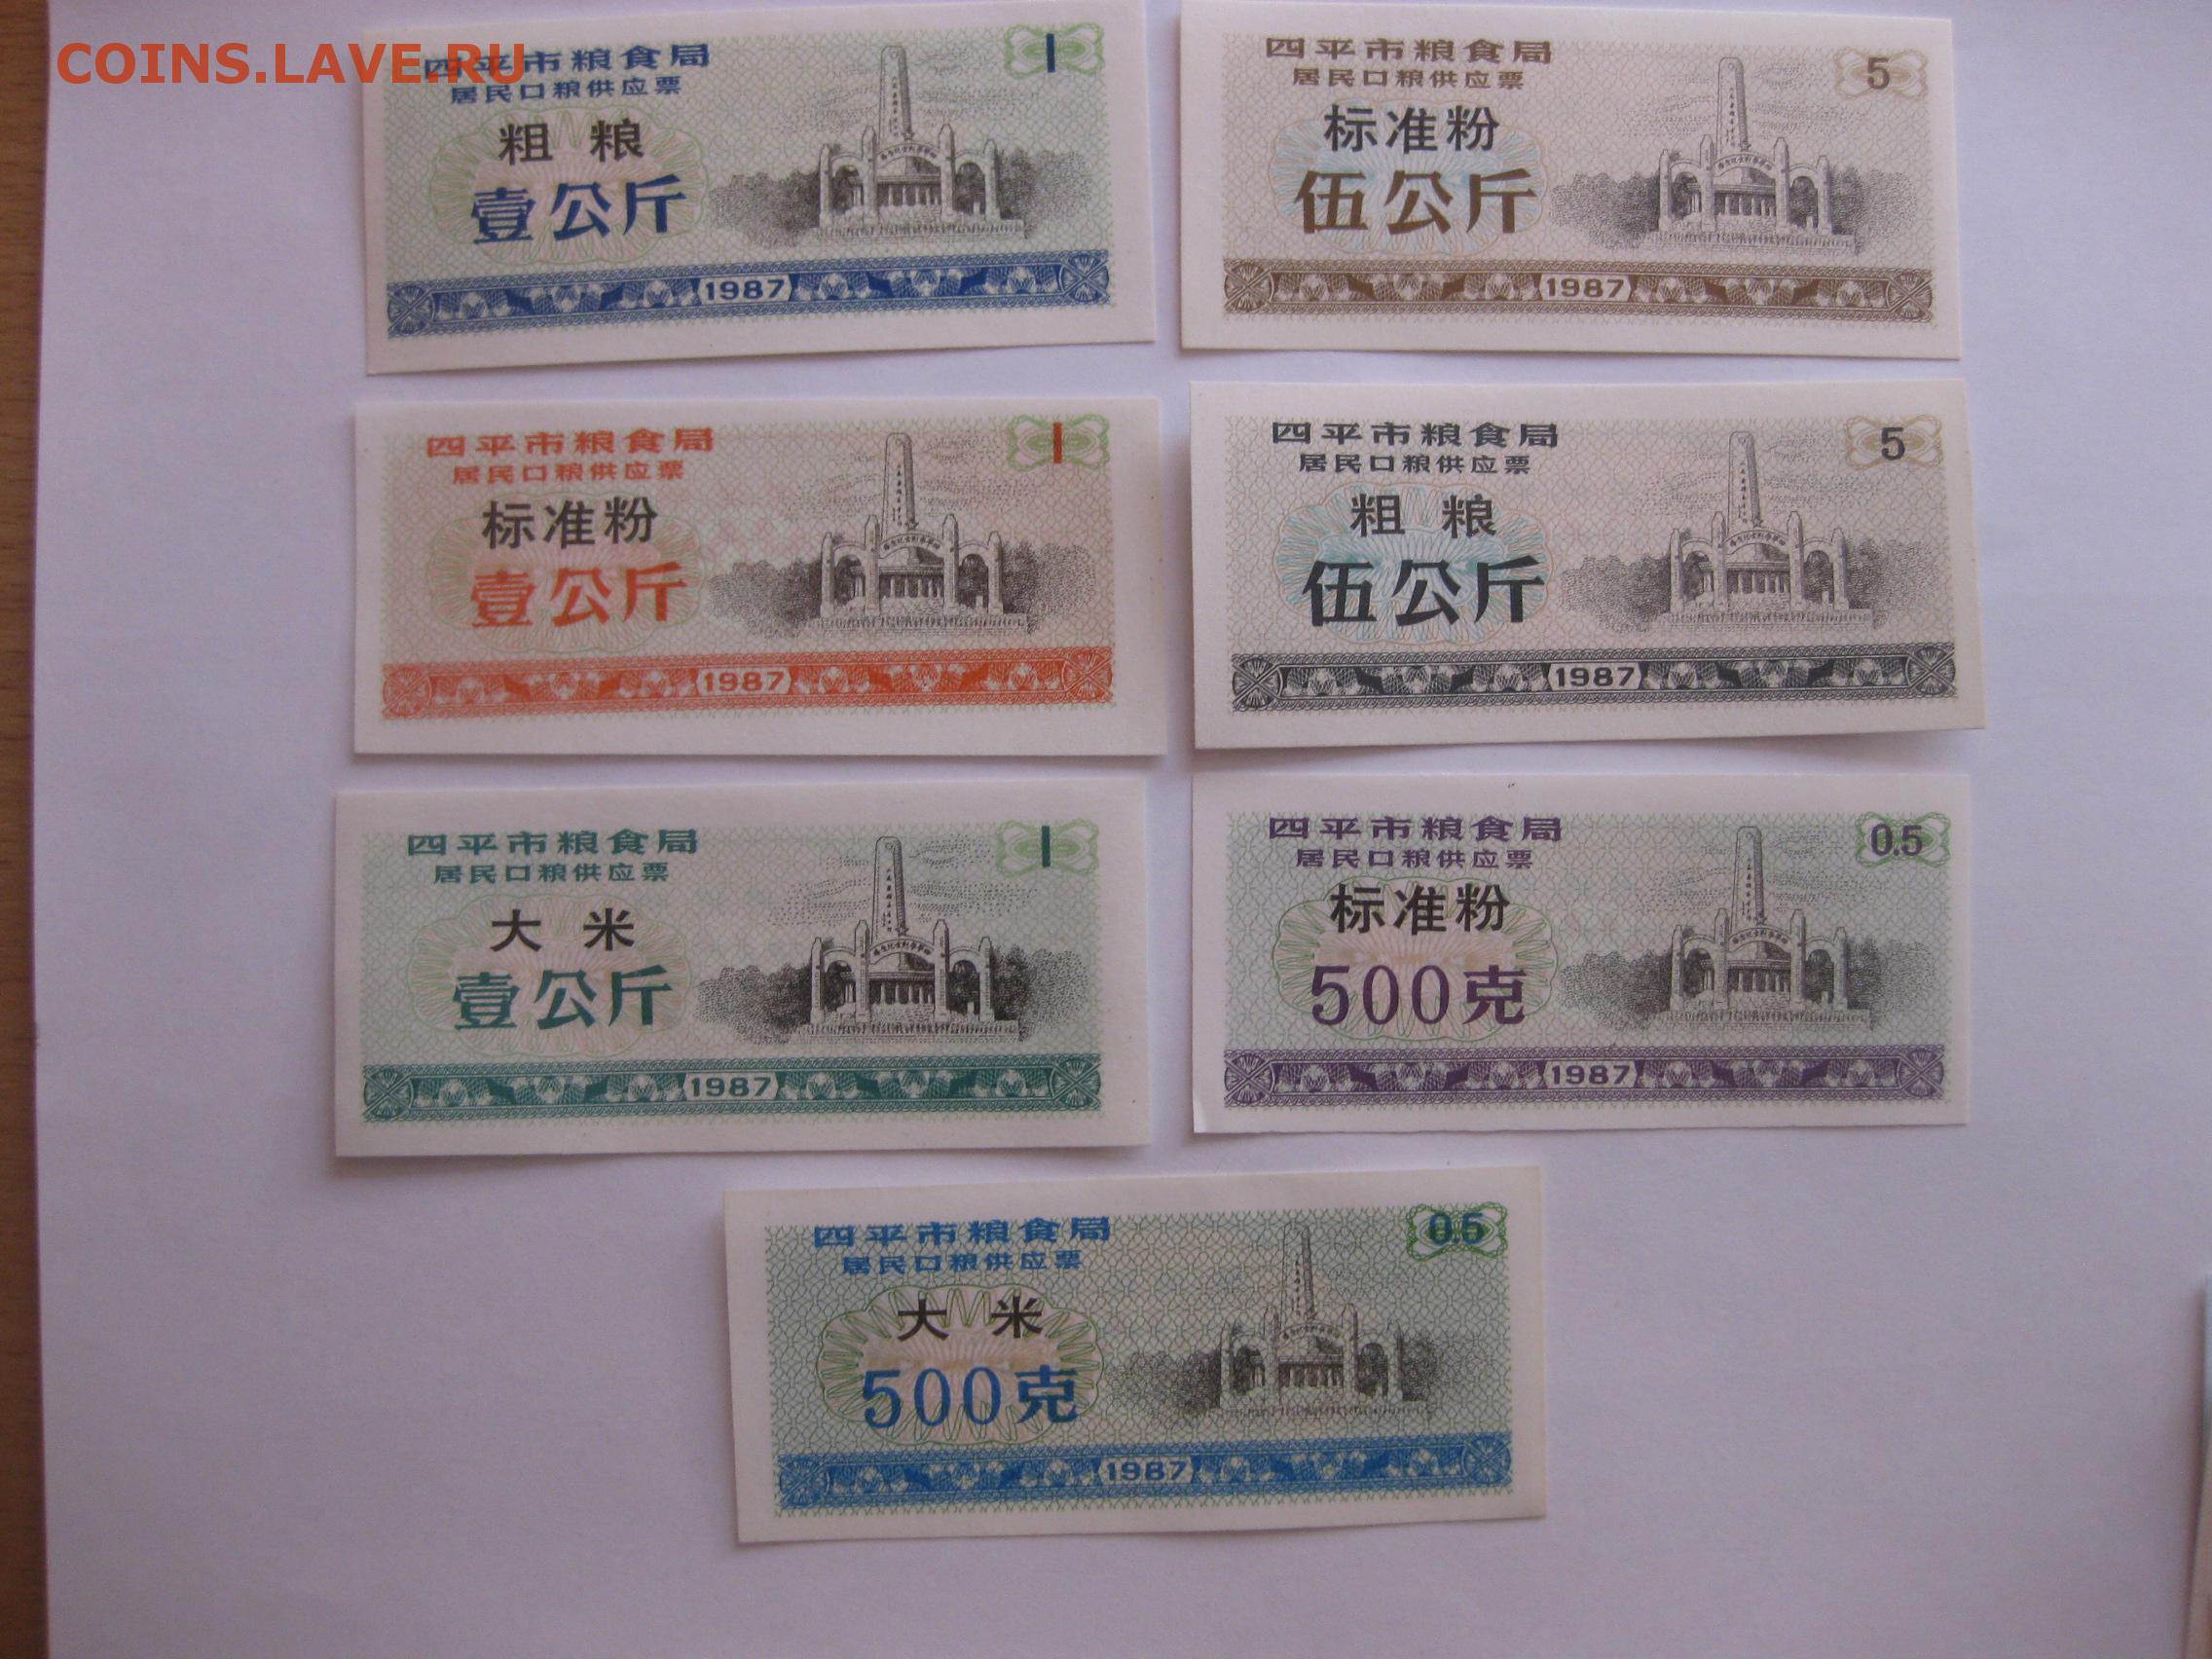 COINS.LAVE.RU
四平市粮食局
居民口粮供应票
粗 粮
壹公斤
1
1987
四平市粮食局
居民口粮供应票
标准粉
伍公斤
5
1987
四平市粮食局
居民口粮供应票
标准粉
壹公斤
1
1987
四平市粮食局
居民口粮供应票
粗 粮
伍公斤
5
1987
四平市粮食局
居民口粮供应票
大 米
壹公斤
1
1987
四平市粮食局
居民口粮供应票
标准粉
500克
0.5
1987
四平市粮食局
居民口粮供应票
大 米
500克
0.5
1987